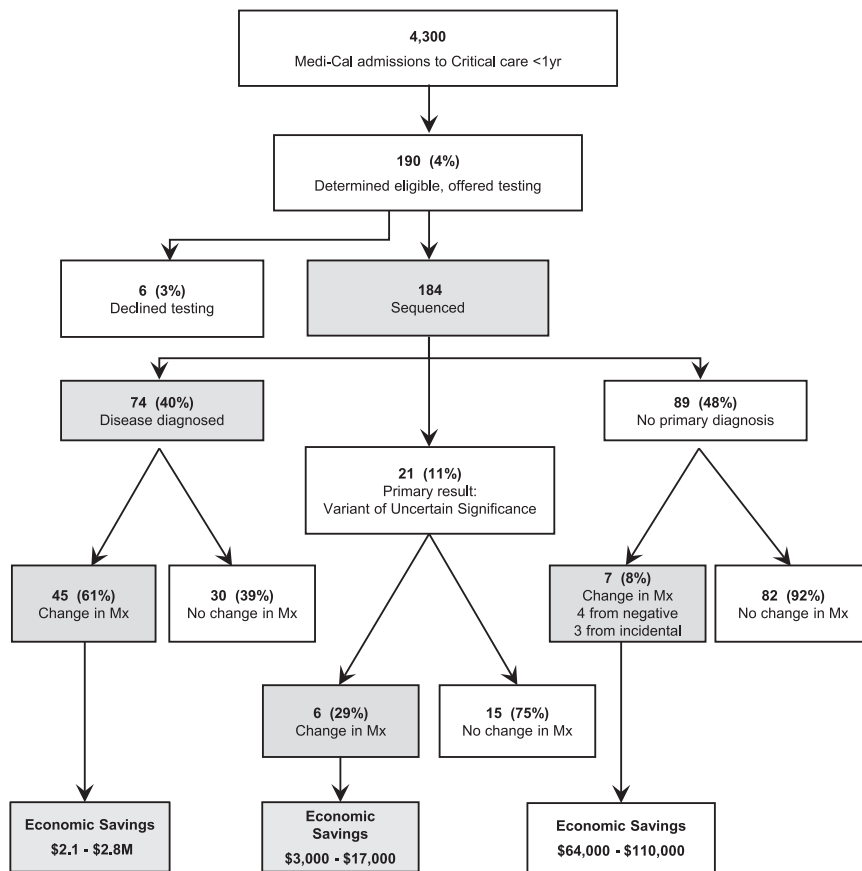 4,300
Medi-Cal admissions to Critical care <1yr
190 (4%)
Determined eligible, offered testing
6 (3%)
Declined testing
184
Sequenced
74 (40%)
Disease diagnosed
89 (48%)
No primary diagnosis
21 (11%)
Primary result:
Variant of Uncertain Significance
45 (61%)
Change in Mx
30 (39%)
No change in Mx
7 (8%)
Change in Mx
4 from negative
3 from incidental
82 (92%)
No change in Mx
6 (29%)
Change in Mx
15 (75%)
No change in Mx
Economic Savings
$2.1 - $2.8M
Economic
Savings
$3,000 - $17,000
Economic Savings
$64,000 - $110,000